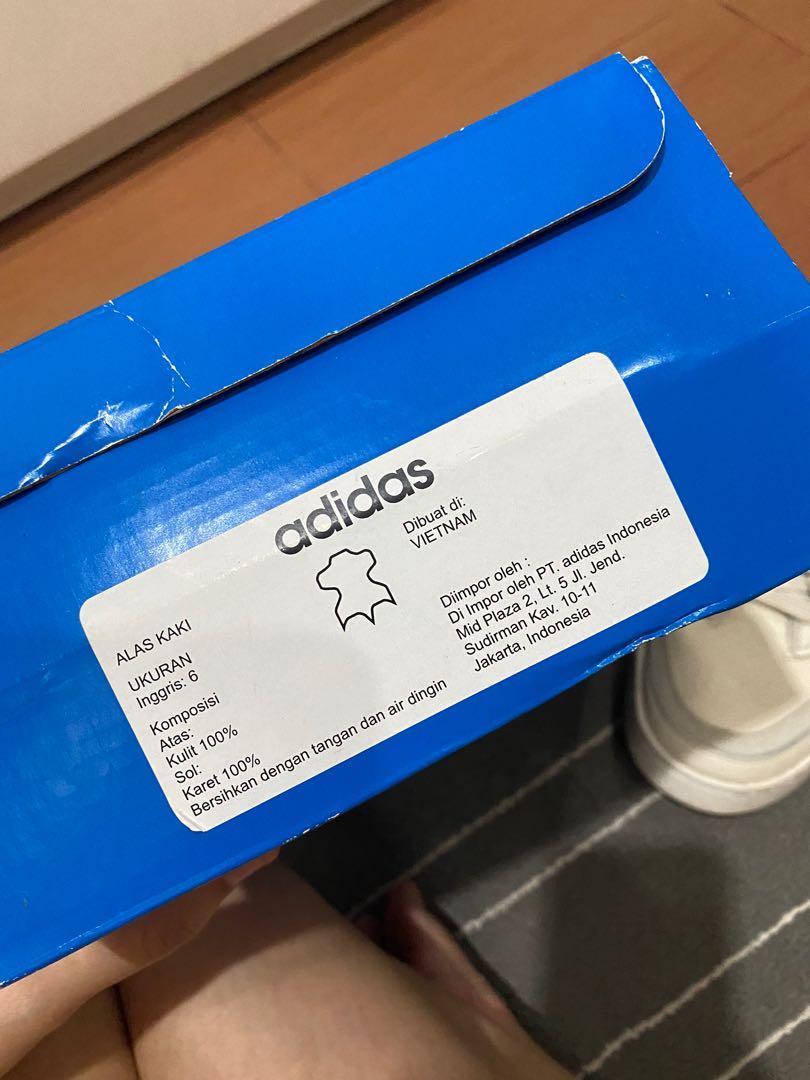 adidas
Dibuat di:
VIETNAM
ALAS KAKI
UKURAN
Inggris: 6
Komposisi
Atas:
Kulit 100%
Sol:
Karet 100%
Bersihkan dengan tangan dan air dingin
Diimpor oleh :
Di Impor oleh PT. adidas Indonesia
Mid Plaza 2, Lt. 5 Jl. Jend.
Sudirman Kav. 10-11
Jakarta, Indonesia